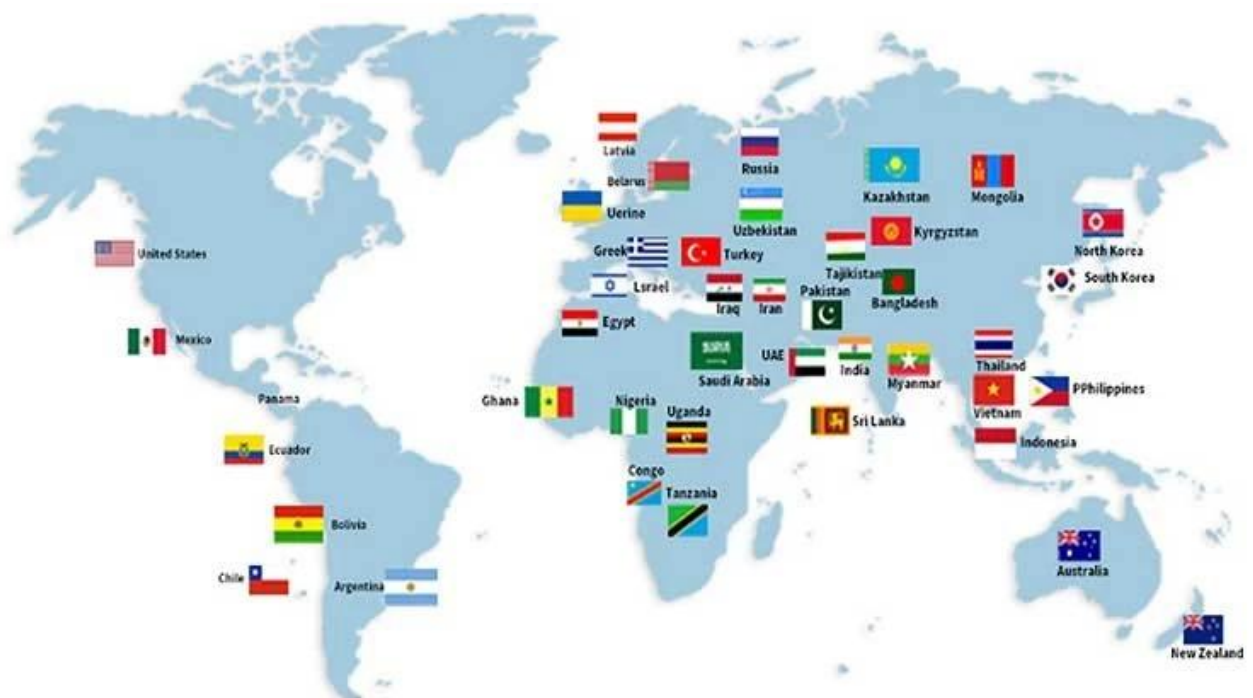 Latvia
Russia
Belarus
Kazakhstan
Mongolia
Uerine
Uzbekistan
Kyrgyzstan
North Korea
United States
Greek
Turkey
Tajikistan
South Korea
Lsrael
Iraq
Iran
Pakistan
Bangladesh
Egypt
Mexico
Saudi Arabia
UAE
India
Myanmar
Thailand
PPhilippines
Panama
Ghana
Nigeria
Uganda
Sri Lanka
Vietnam
Indonesia
Ecuador
Congo
Tanzania
Bolivia
Chile
Argentina
Australia
New Zealand